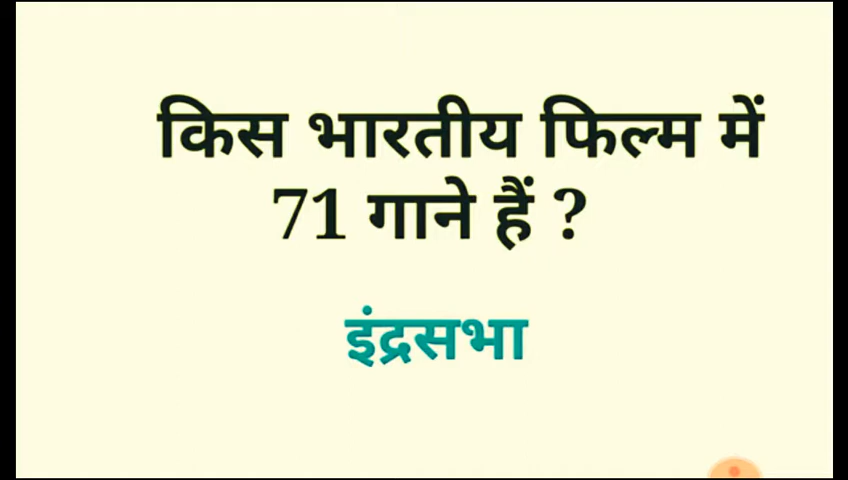 किस भारतीय फिल्म में
71 गाने हैं ?
इंद्रसभा